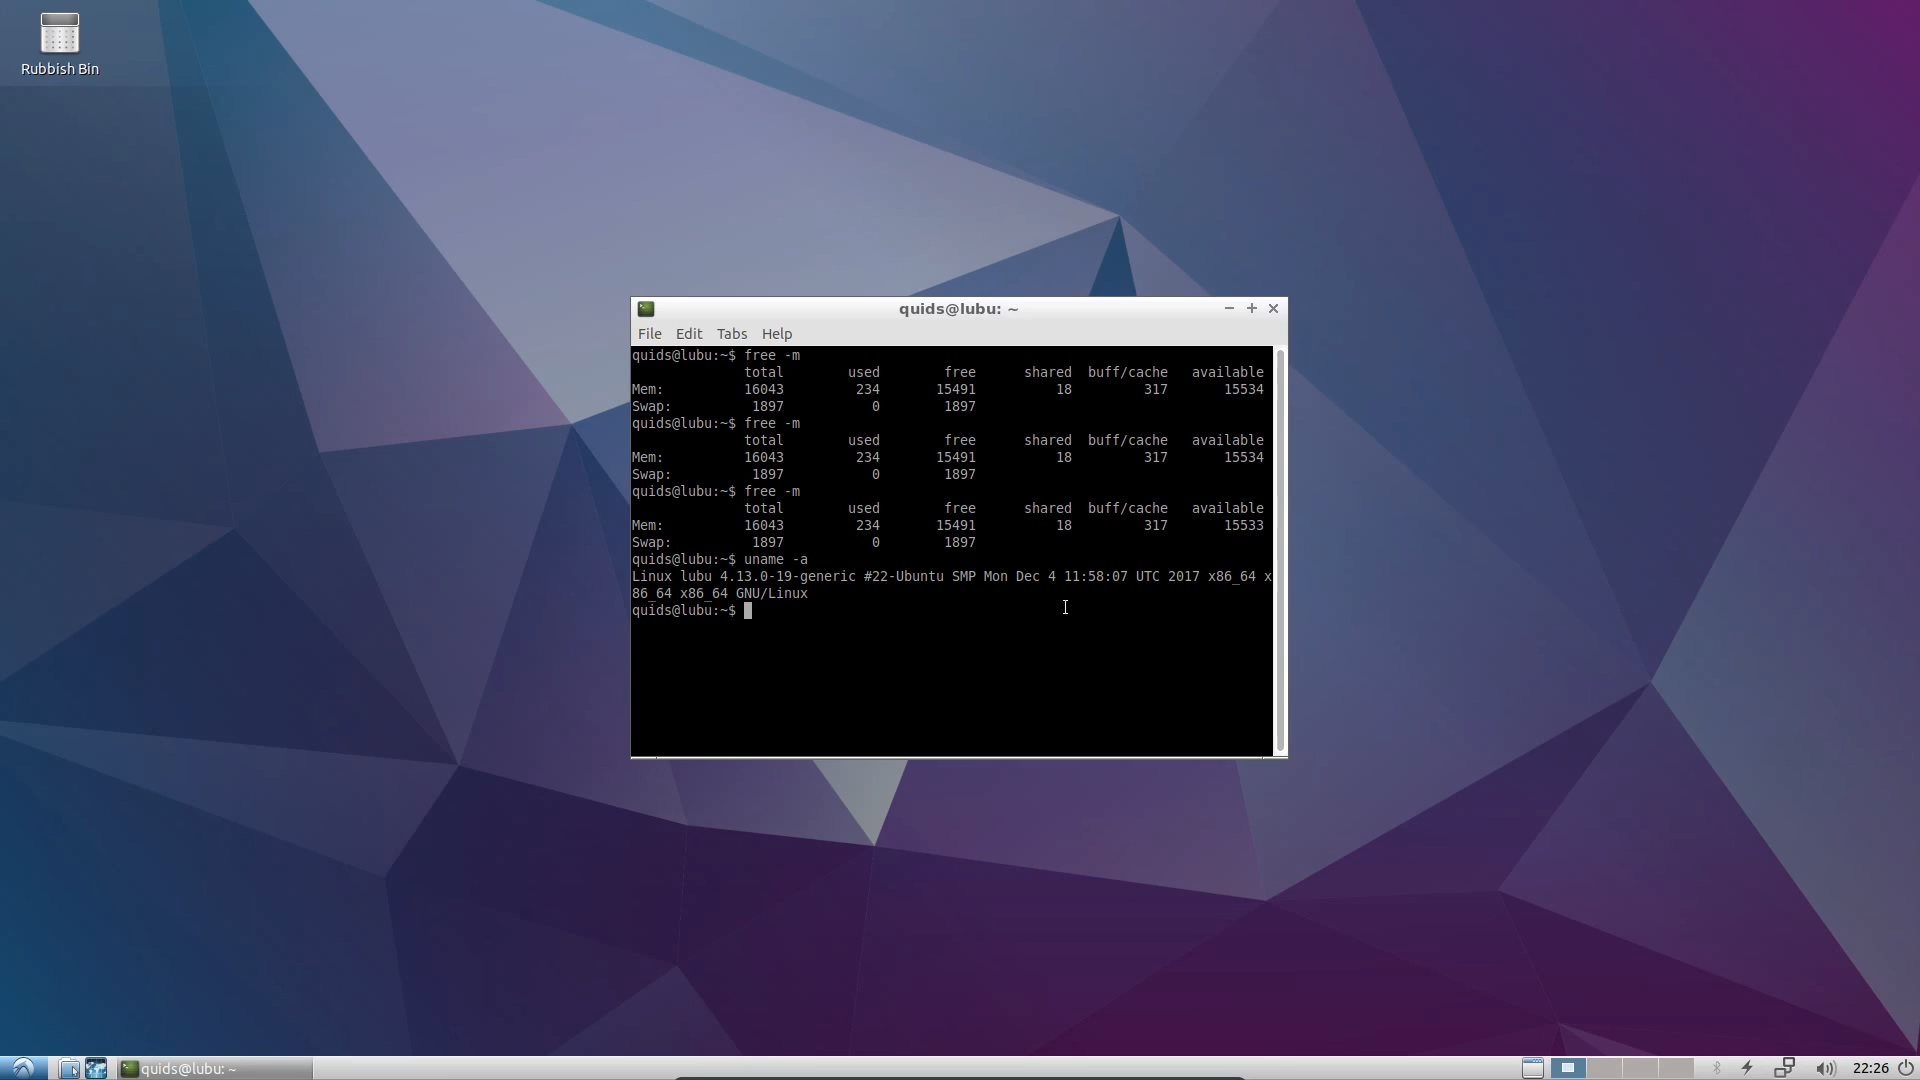 Rubbish Bin
quids@lubu: ~
File Edit Tabs Help
quids@lubu:~$ free -m
              total        used        free      shared  buff/cache   available
Mem:          16043         234       15491          18         317       15534
Swap:          1897           0        1897
quids@lubu:~$ free -m
              total        used        free      shared  buff/cache   available
Mem:          16043         234       15491          18         317       15534
Swap:          1897           0        1897
quids@lubu:~$ free -m
              total        used        free      shared  buff/cache   available
Mem:          16043         234       15491          18         317       15533
Swap:          1897           0        1897
quids@lubu:~$ uname -a
Linux lubu 4.13.0-19-generic #22-Ubuntu SMP Mon Dec 4 11:58:07 UTC 2017 x86_64 x
86_64 x86_64 GNU/Linux
quids@lubu:~$
quids@lubu: ~
22:26